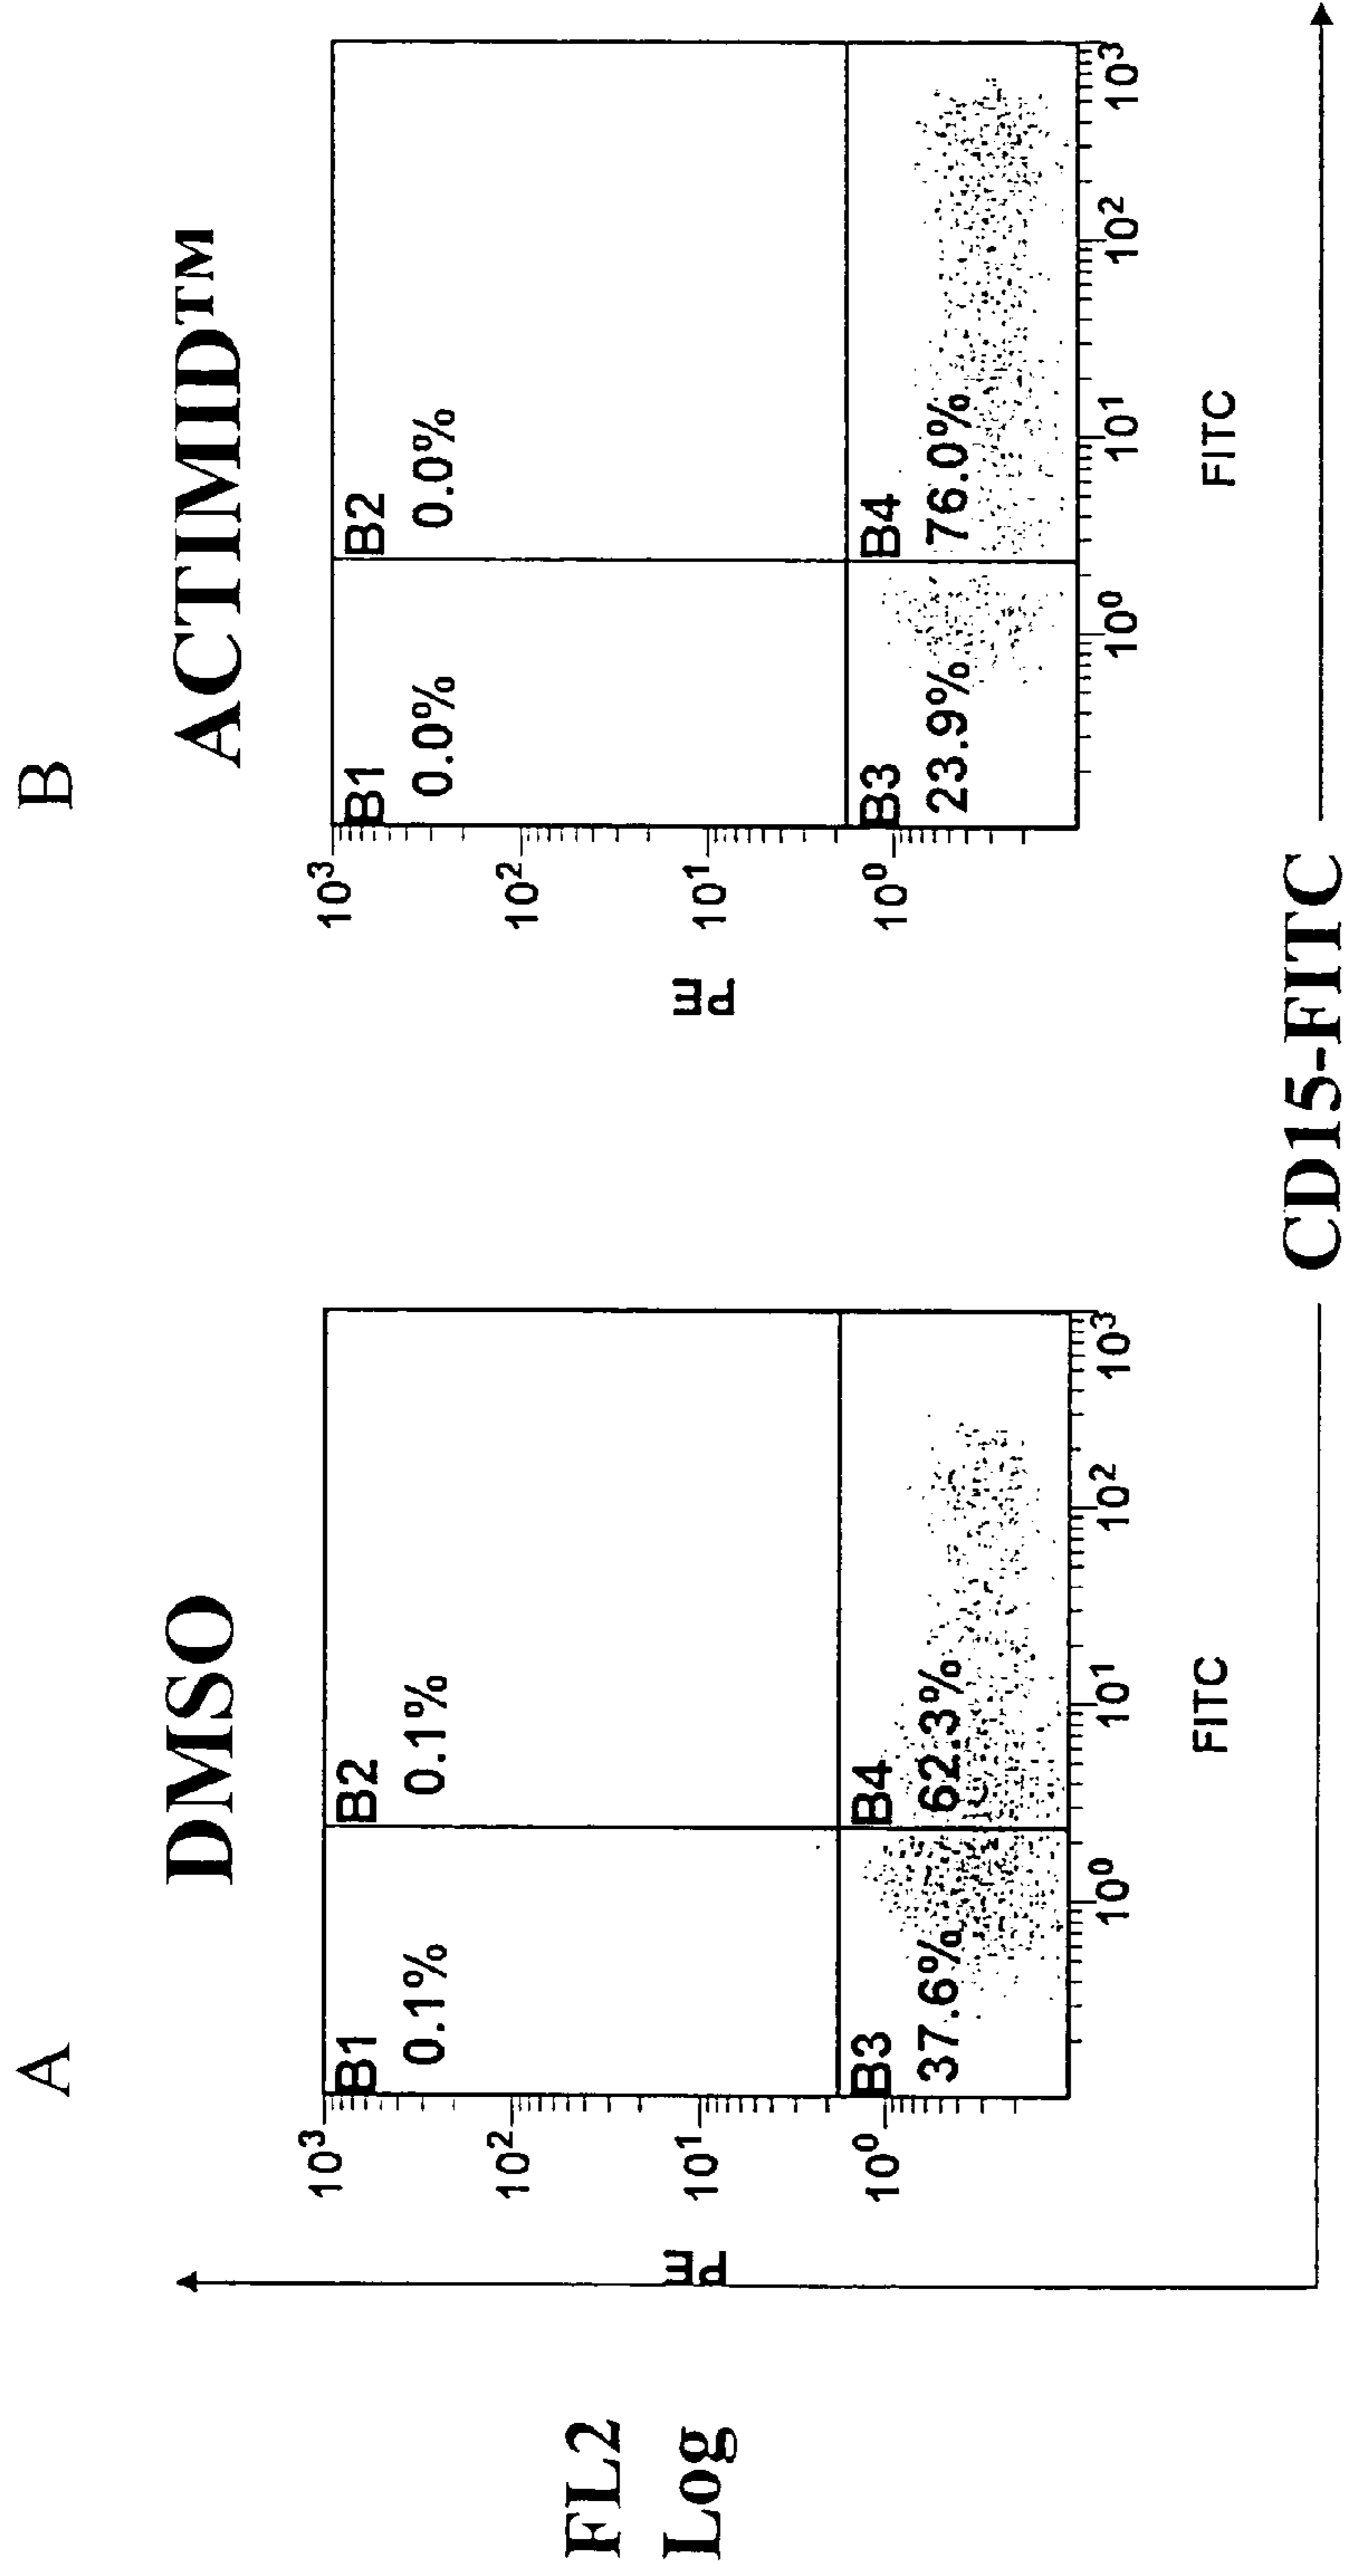 A
B
DMSO
ACTIMID™
FL2
Log
PE
10³
10²
10¹
10⁰
B1
0.1%
B2
0.1%
B3
37.6%
B4
62.3%
10⁰
10¹
10²
10³
FITC
PE
10³
10²
10¹
10⁰
B1
0.0%
B2
0.0%
B3
23.9%
B4
76.0%
10⁰
10¹
10²
10³
FITC
CD15-FITC